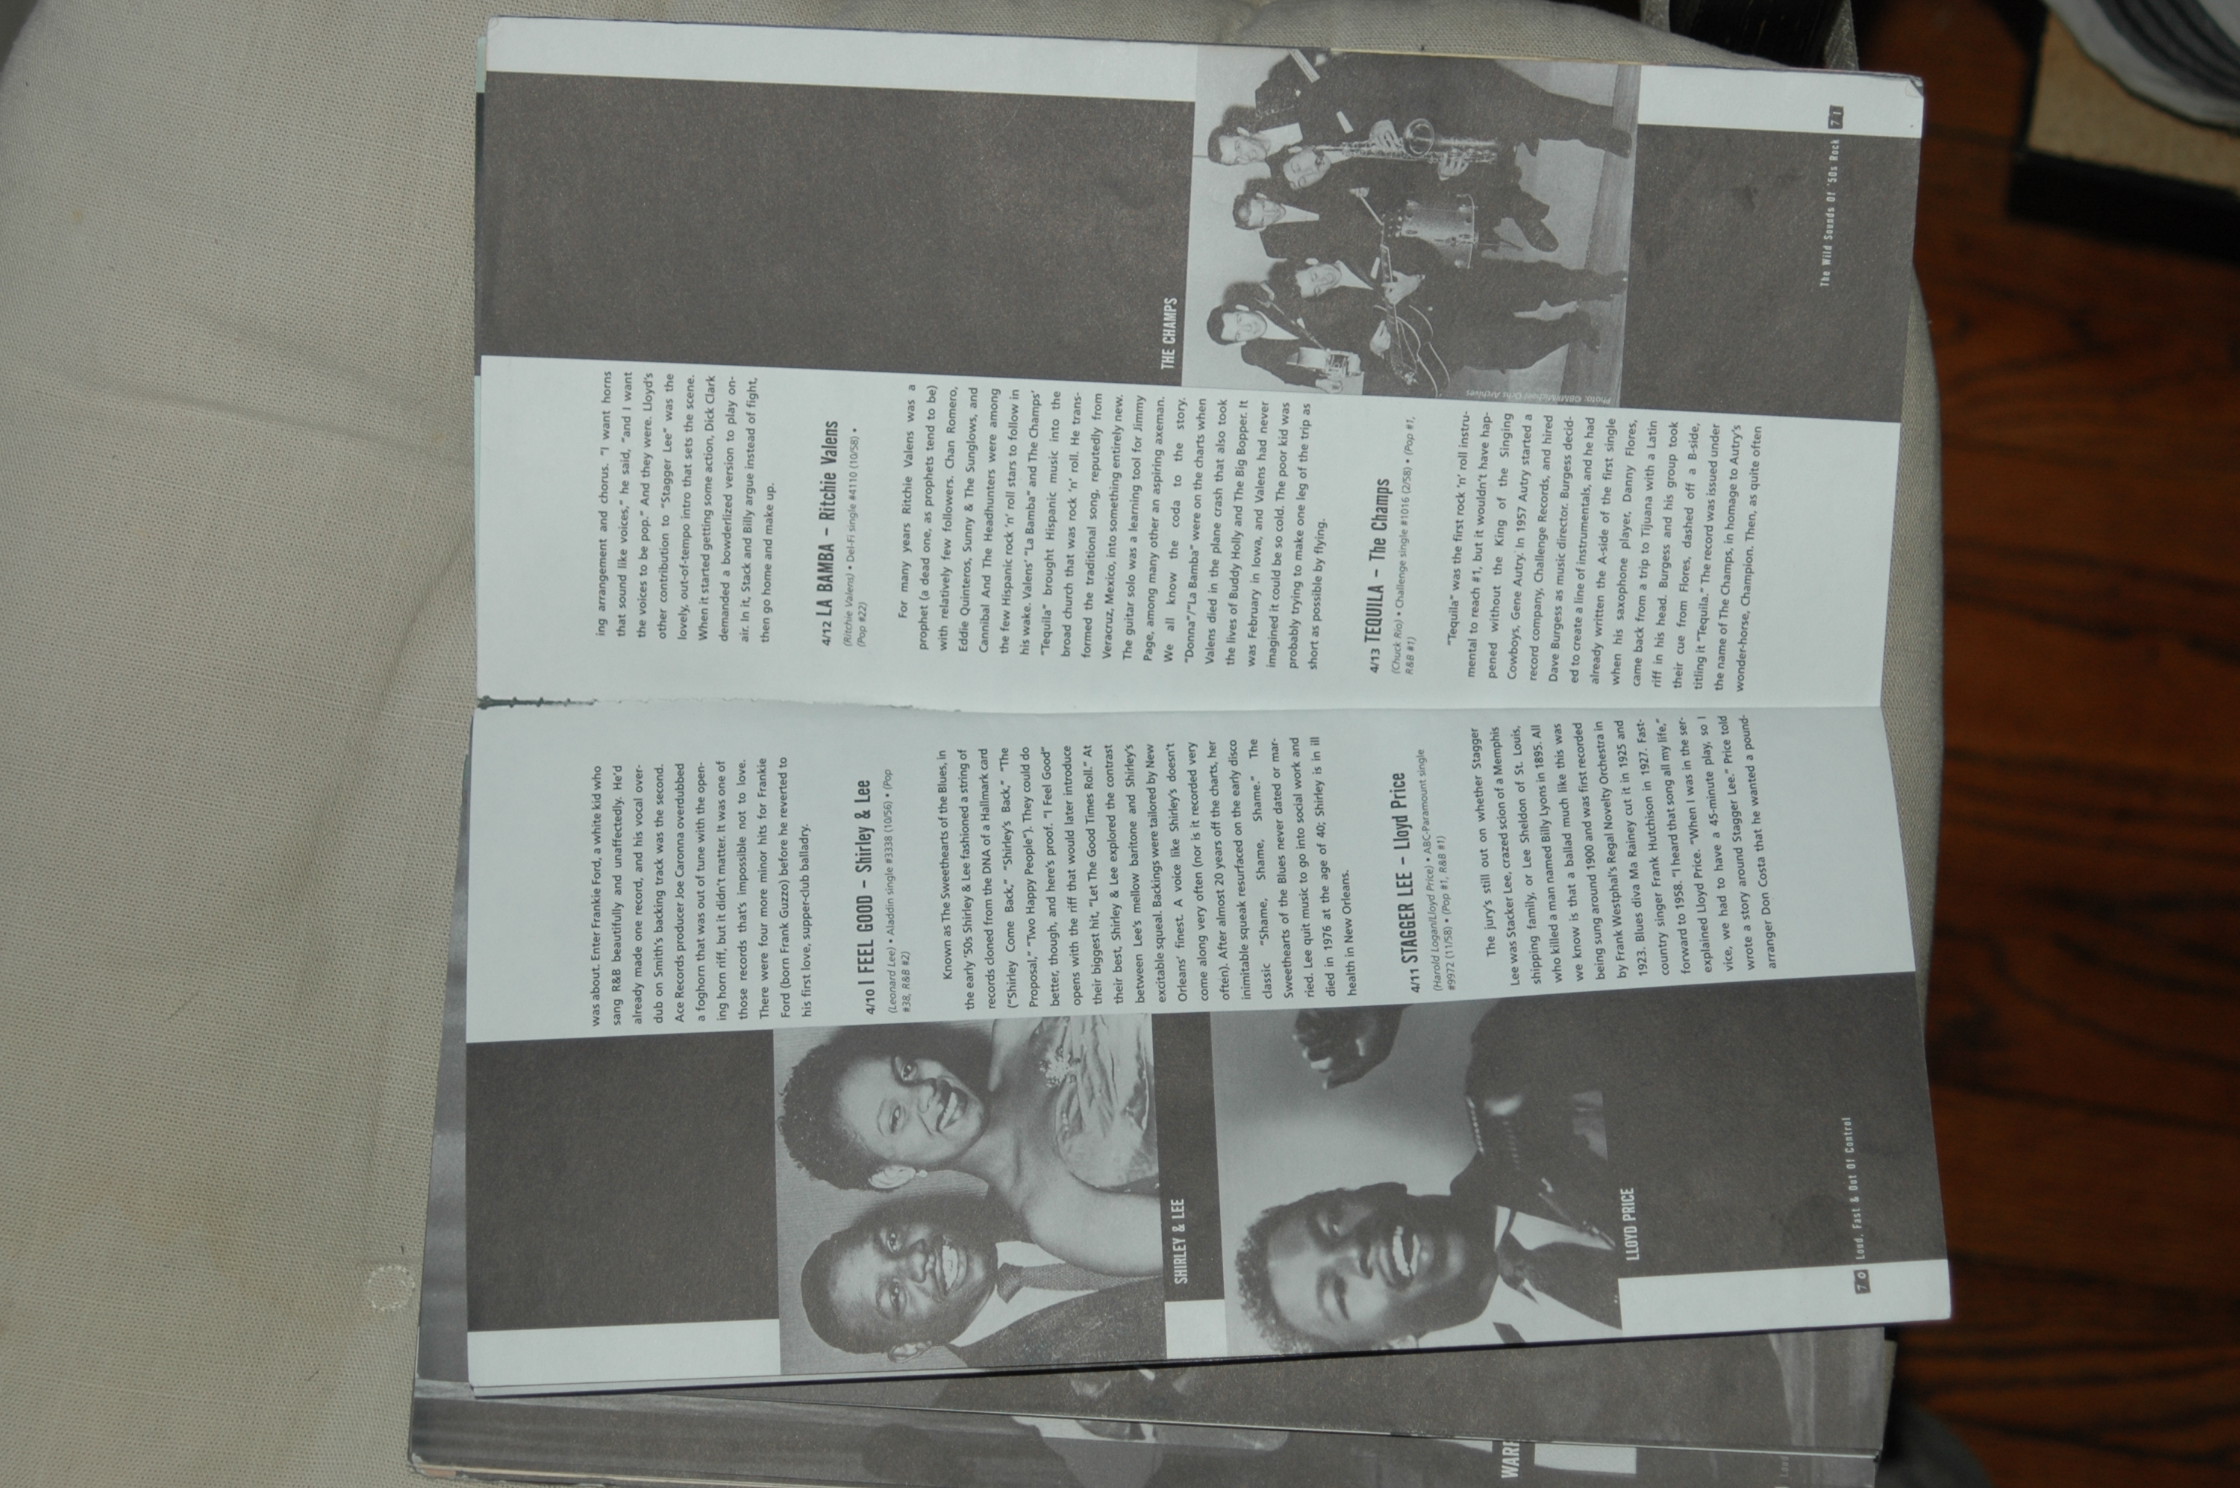 was about. Enter Frankie Ford, a white kid who
sang R&B beautifully and unaffectedly. He'd
already made one record, and his vocal over-
dub on Smith's backing track was the second.
Ace Records producer Joe Caronna overdubbed
a foghorn that was out of tune with the open-
ing horn riff, but it didn't matter. It was one of
those records that's impossible not to love.
There were four more minor hits for Frankie
Ford (born Frank Guzzo) before he reverted to
his first love, supper-club balladry.
4/10 I FEEL GOOD – Shirley & Lee
(Leonard Lee) • Aladdin single #3338 (10/56) • (Pop
#38, R&B #2)
Known as The Sweethearts of the Blues, in
the early '50s Shirley & Lee fashioned a string of
records cloned from the DNA of a Hallmark card
("Shirley Come Back," "Shirley's Back," "The
Proposal," "Two Happy People"). They could do
better, though, and here's proof. "I Feel Good"
opens with the riff that would later introduce
their biggest hit, "Let The Good Times Roll." At
their best, Shirley & Lee explored the contrast
between Lee's mellow baritone and Shirley's
excitable squeal. Backings were tailored by New
Orleans' finest. A voice like Shirley's doesn't
come along very often (nor is it recorded very
often). After almost 20 years off the charts, her
inimitable squeak resurfaced on the early disco
classic "Shame, Shame, Shame." The
Sweethearts of the Blues never dated or mar-
ried. Lee quit music to go into social work and
died in 1976 at the age of 40; Shirley is in ill
health in New Orleans.
4/11 STAGGER LEE – Lloyd Price
(Harold Logan/Lloyd Price) • ABC-Paramount single
#9972 (11/58) • (Pop #1, R&B #1)
The jury's still out on whether Stagger
Lee was Stacker Lee, crazed scion of a Memphis
shipping family, or Lee Sheldon of St. Louis,
who killed a man named Billy Lyons in 1895. All
we know is that a ballad much like this was
being sung around 1900 and was first recorded
by Frank Westphal's Regal Novelty Orchestra in
1923. Blues diva Ma Rainey cut it in 1925 and
country singer Frank Hutchison in 1927. Fast-
forward to 1958. "I heard that song all my life,"
explained Lloyd Price. "When I was in the ser-
vice, we had to have a 45-minute play, so I
wrote a story around Stagger Lee." Price told
arranger Don Costa that he wanted a pound-
SHIRLEY & LEE
LLOYD PRICE
70 Loud, Fast & Out Of Control
ing arrangement and chorus. "I want horns
that sound like voices," he said, "and I want
the voices to be pop." And they were. Lloyd's
other contribution to "Stagger Lee" was the
lovely, out-of-tempo intro that sets the scene.
When it started getting some action, Dick Clark
demanded a bowderlized version to play on-
air. In it, Stack and Billy argue instead of fight,
then go home and make up.
4/12 LA BAMBA – Ritchie Valens
(Ritchie Valens) • Del-Fi single #4110 (10/58) •
(Pop #22)
For many years Ritchie Valens was a
prophet (a dead one, as prophets tend to be)
with relatively few followers. Chan Romero,
Eddie Quinteros, Sunny & The Sunglows, and
Cannibal And The Headhunters were among
the few Hispanic rock 'n' roll stars to follow in
his wake. Valens' "La Bamba" and The Champs'
"Tequila" brought Hispanic music into the
broad church that was rock 'n' roll. He trans-
formed the traditional song, reputedly from
Veracruz, Mexico, into something entirely new.
The guitar solo was a learning tool for Jimmy
Page, among many other an aspiring axeman.
We all know the coda to the story.
"Donna"/"La Bamba" were on the charts when
Valens died in the plane crash that also took
the lives of Buddy Holly and The Big Bopper. It
was February in Iowa, and Valens had never
imagined it could be so cold. The poor kid was
probably trying to make one leg of the trip as
short as possible by flying.
4/13 TEQUILA – The Champs
(Chuck Rio) • Challenge single #1016 (2/58) • (Pop #1,
R&B #1)
"Tequila" was the first rock 'n' roll instru-
mental to reach #1, but it wouldn't have hap-
pened without the King of the Singing
Cowboys, Gene Autry. In 1957 Autry started a
record company, Challenge Records, and hired
Dave Burgess as music director. Burgess decid-
ed to create a line of instrumentals, and he had
already written the A-side of the first single
when his saxophone player, Danny Flores,
came back from a trip to Tijuana with a Latin
riff in his head. Burgess and his group took
their cue from Flores, dashed off a B-side,
titling it "Tequila." The record was issued under
the name of The Champs, in homage to Autry's
wonder-horse, Champion. Then, as quite often
THE CHAMPS
Photo: ©BMI/Michael Ochs Archives
The Wild Sounds Of '50s Rock 71
WARR